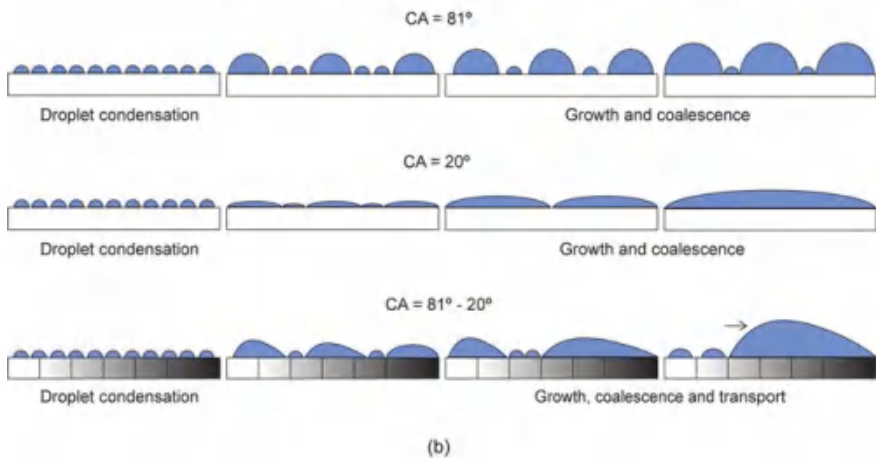 CA = 81º
Droplet condensation
Growth and coalescence
CA = 20º
Droplet condensation
Growth and coalescence
CA = 81º - 20º
Droplet condensation
Growth, coalescence and transport
(b)